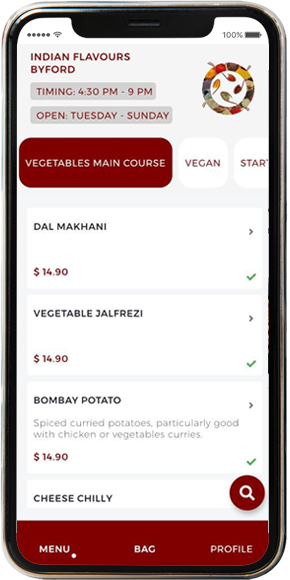 100%
INDIAN FLAVOURS
BYFORD
TIMING: 4:30 PM - 9 PM
OPEN: TUESDAY - SUNDAY
VEGETABLES MAIN COURSE VEGAN START
DAL MAKHANI
$ 14.90
VEGETABLE JALFREZI
$ 14.90
BOMBAY POTATO
Spiced curried potatoes, particularly good
with chicken or vegetables curries.
$ 14.90
CHEESE CHILLY
MENU BAG PROFILE